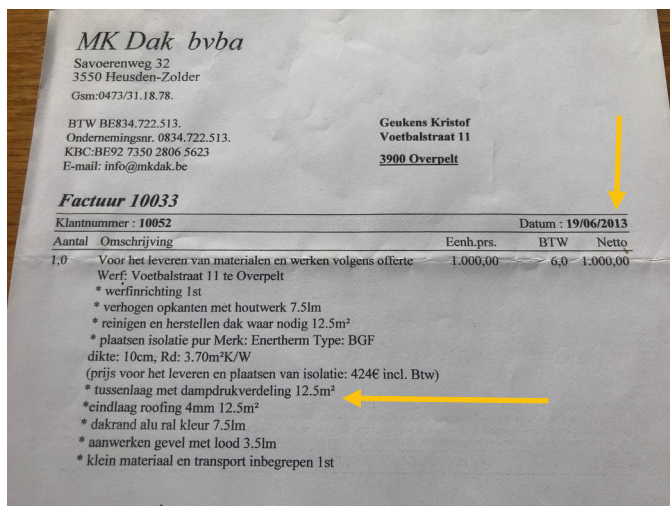 MK Dak bvba
Savoerenweg 32
3550 Heusden-Zolder
Gsm:0473/31.18.78.
BTW BE834.722.513.
Ondernemingsnr. 0834.722.513.
KBC:BE92 7350 2806 5623
E-mail: info@mkdak.be
Geukens Kristof
Voetbalstraat 11
3900 Overpelt
Factuur 10033
Klantnummer : 10052 Datum : 19/06/2013
Aantal Omschrijving Eenh.prs. BTW Netto
1,0 Voor het leveren van materialen en werken volgens offerte 1.000,00 6,0 1.000,00
Werf: Voetbalstraat 11 te Overpelt
* werfinrichting 1st
* verhogen opkanten met houtwerk 7.5lm
* reinigen en herstellen dak waar nodig 12.5m²
* plaatsen isolatie pur Merk: Enertherm Type: BGF
dikte: 10cm, Rd: 3.70m²K/W
(prijs voor het leveren en plaatsen van isolatie: 424€ incl. Btw)
* tussenlaag met dampdrukverdeling 12.5m²
*eindlaag roofing 4mm 12.5m²
* dakrand alu ral kleur 7.5lm
* aanwerken gevel met lood 3.5lm
* klein materiaal en transport inbegrepen 1st